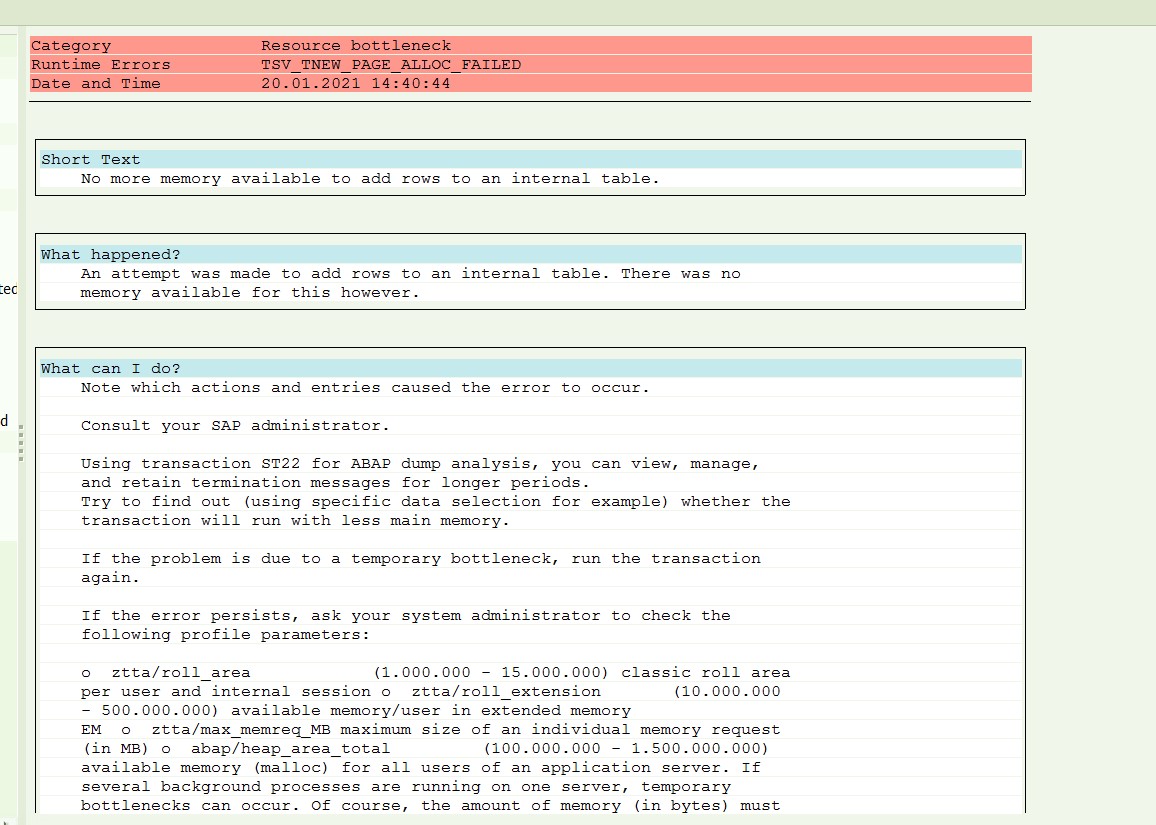 Category Resource bottleneck
Runtime Errors TSV_TNEW_PAGE_ALLOC_FAILED
Date and Time 20.01.2021 14:40:44
Short Text
No more memory available to add rows to an internal table.
What happened?
An attempt was made to add rows to an internal table. There was no
memory available for this however.
ted
What can I do?
Note which actions and entries caused the error to occur.
d
Consult your SAP administrator.
Using transaction ST22 for ABAP dump analysis, you can view, manage,
and retain termination messages for longer periods.
Try to find out (using specific data selection for example) whether the
transaction will run with less main memory.
If the problem is due to a temporary bottleneck, run the transaction
again.
If the error persists, ask your system administrator to check the
following profile parameters:
o ztta/roll_area (1.000.000 - 15.000.000) classic roll area
per user and internal session o ztta/roll_extension (10.000.000
- 500.000.000) available memory/user in extended memory
EM o ztta/max_memreq_MB maximum size of an individual memory request
(in MB) o abap/heap_area_total (100.000.000 - 1.500.000.000)
available memory (malloc) for all users of an application server. If
several background processes are running on one server, temporary
bottlenecks can occur. Of course, the amount of memory (in bytes) must